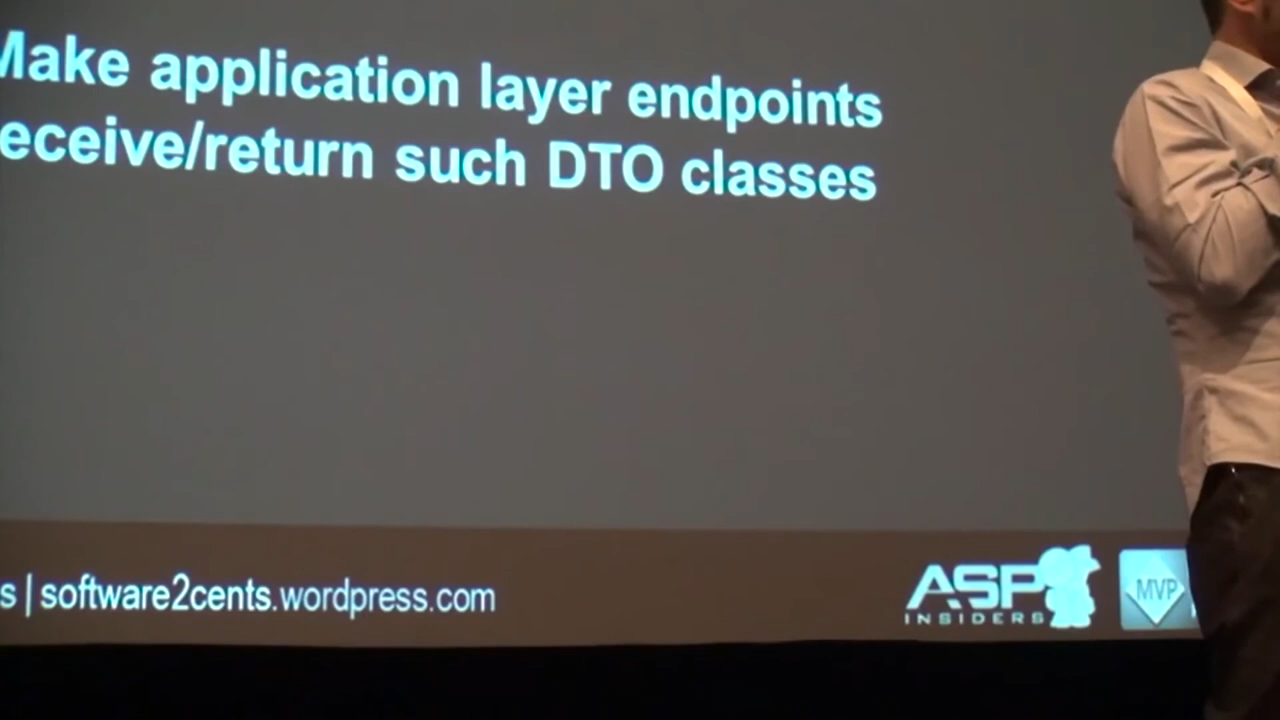 Make application layer endpoints
eceive/return such DTO classes
s | software2cents.wordpress.com
ASP
INSIDERS
MVP